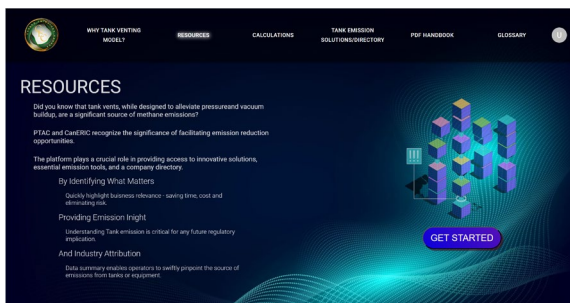 WHY TANK VENTING
MODEL?
RESOURCES
CALCULATIONS
TANK EMISSION
SOLUTIONS/DIRECTORY
PDF HANDBOOK
GLOSSARY
U
RESOURCES
Did you know that tank vents, while designed to alleviate pressureand vacuum
buildup, are a significant source of methane emissions?
PTAC and CanERIC recognize the significance of facilitating emission reduction
opportunities.
The platform plays a crucial role in providing access to innovative solutions,
essential emission tools, and a company directory.
By Identifying What Matters
Quickly highlight buisness relevance - saving time, cost and
eliminating risk.
Providing Emission Inight
Understanding Tank emission is critical for any future regulatory
implication.
And Industry Attribution
Data summary enables operators to swiftly pinpoint the source of
emissions from tanks or equipment.
GET STARTED